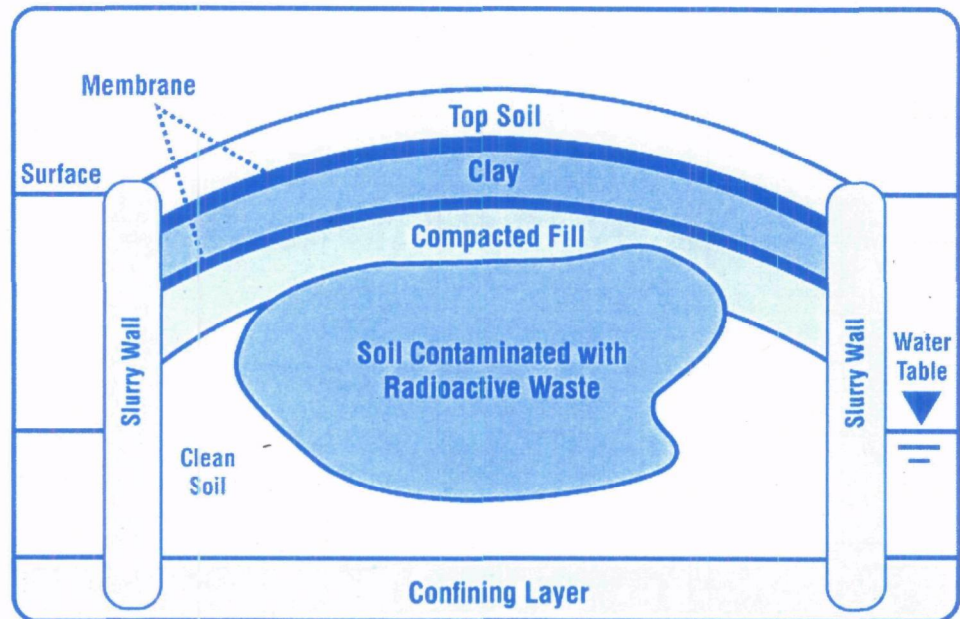 Membrane
Top Soil
Surface
Clay
Compacted Fill
Slurry Wall
Soil Contaminated with
Radioactive Waste
Slurry Wall
Water
Table
Clean
Soil
Confining Layer